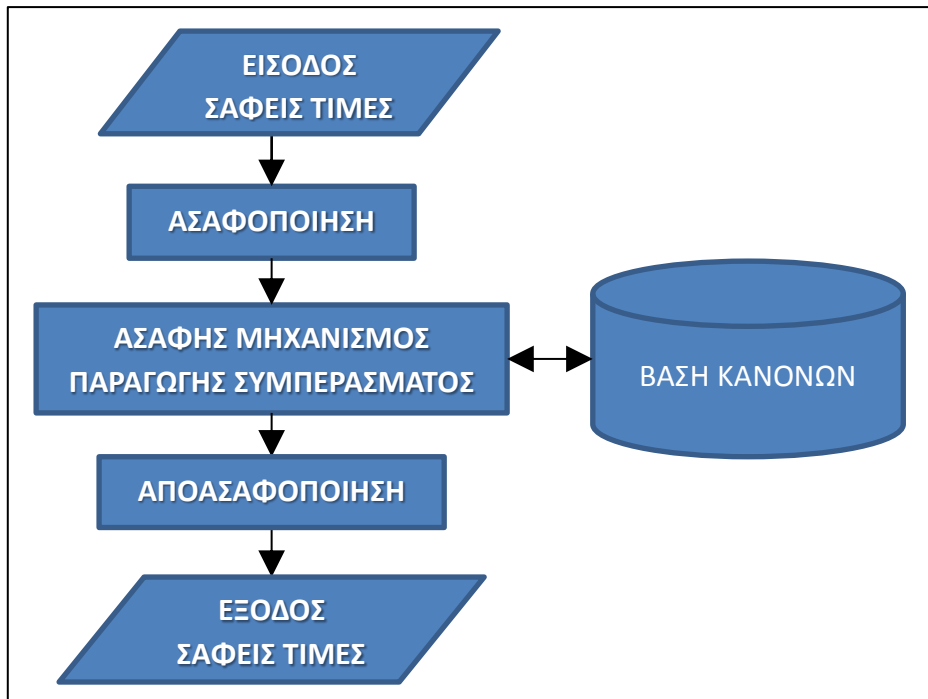 ΕΙΣΟΔΟΣ
ΣΑΦΕΙΣ ΤΙΜΕΣ
ΑΣΑΦΟΠΟΙΗΣΗ
ΑΣΑΦΗΣ ΜΗΧΑΝΙΣΜΟΣ
ΠΑΡΑΓΩΓΗΣ ΣΥΜΠΕΡΑΣΜΑΤΟΣ
ΒΑΣΗ ΚΑΝΟΝΩΝ
ΑΠΟΑΣΑΦΟΠΟΙΗΣΗ
ΕΞΟΔΟΣ
ΣΑΦΕΙΣ ΤΙΜΕΣ